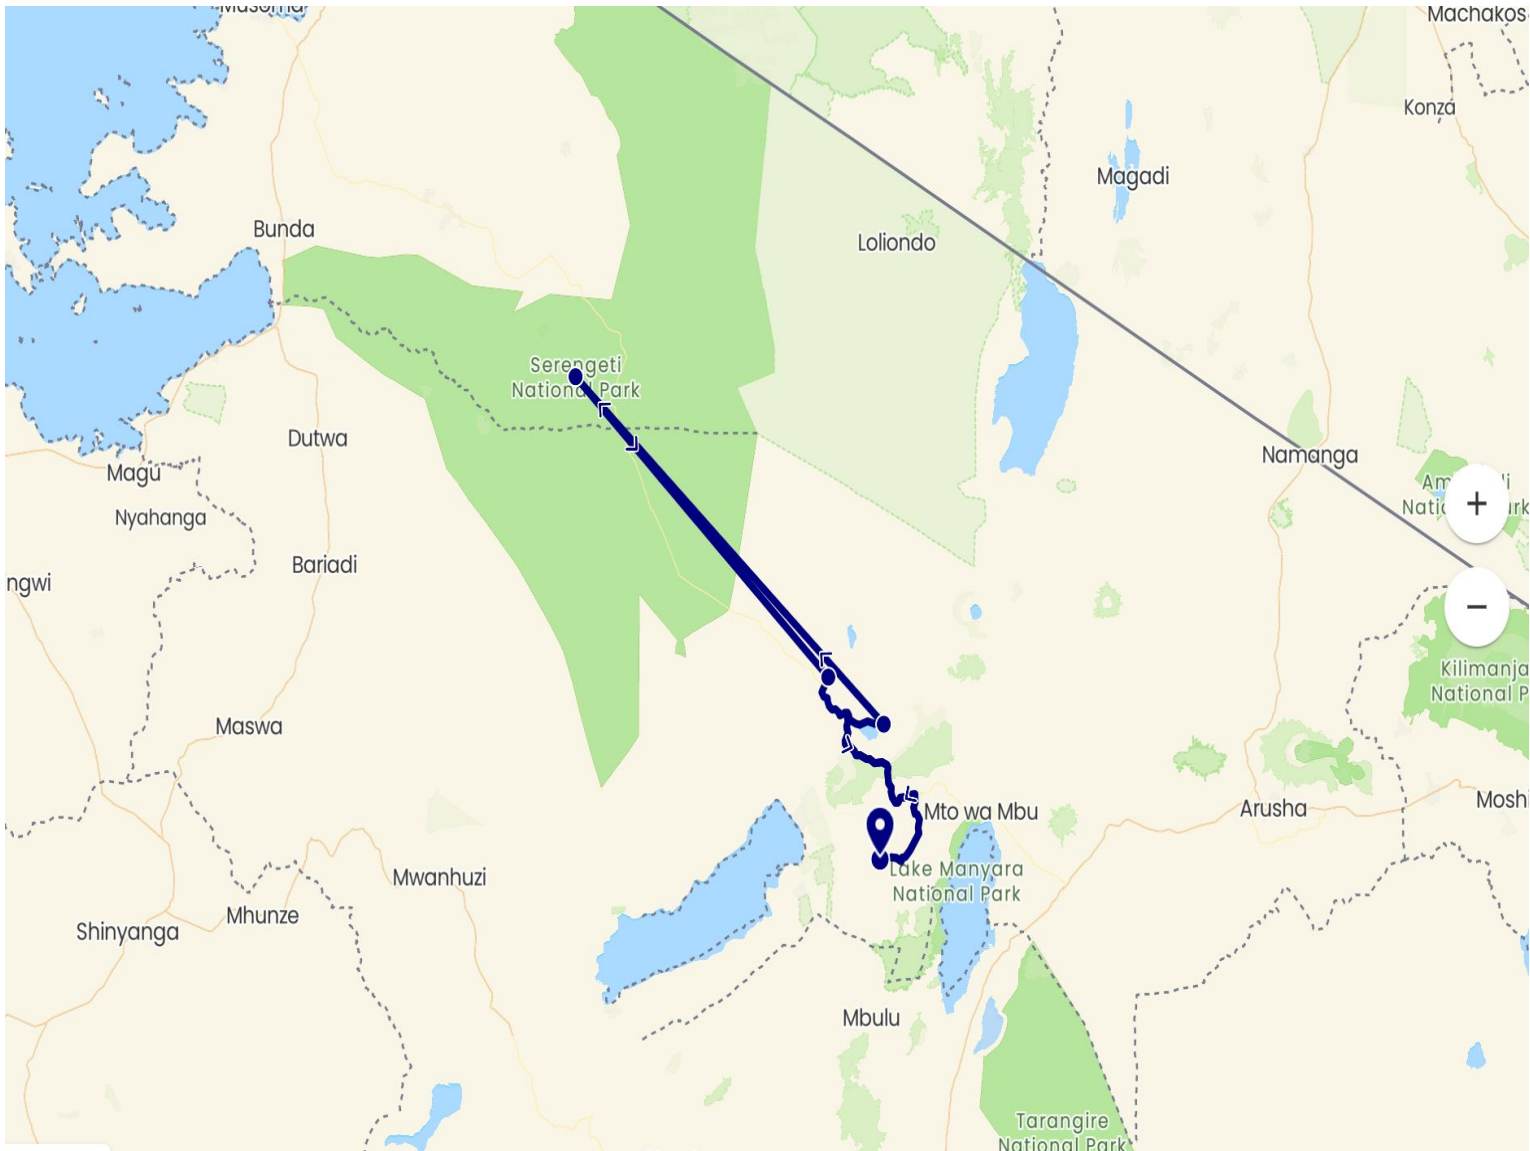 Musoma
Machakos
Konza
Magadi
Bunda
Loliondo
Serengeti
National Park
Dutwa
Namanga
Magu
Nyahanga
Bariadi
ngwi
Kilimanja
National P
Maswa
Mto wa Mbu
Arusha
Moshi
Lake Manyara
National Park
Mwanhuzi
Mhunze
Shinyanga
Mbulu
Tarangire
National Park
+
−